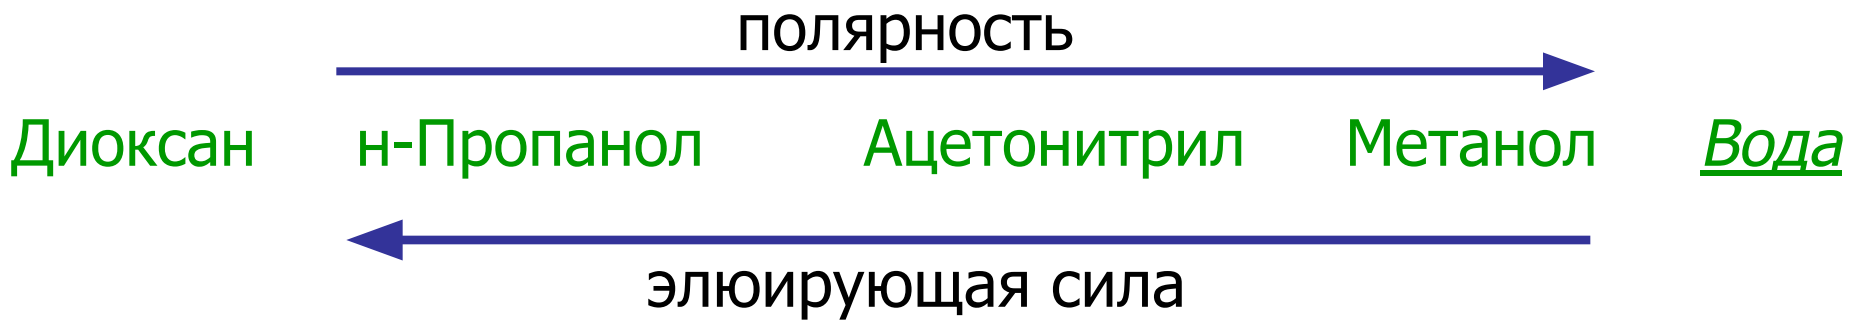 полярность
Диоксан н-Пропанол Ацетонитрил Метанол Вода
элюирующая сила